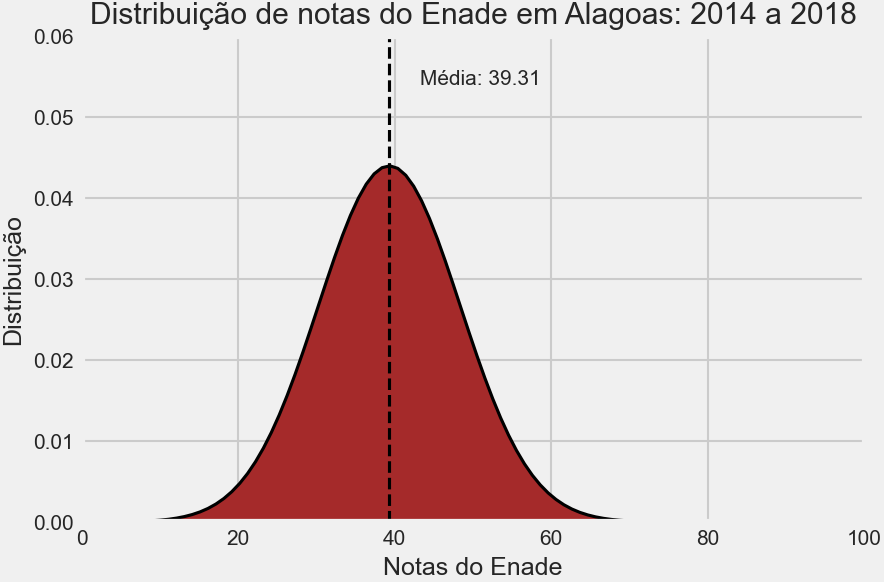 Distribuição de notas do Enade em Alagoas: 2014 a 2018
0.06
Média: 39.31
0.05
0.04
0.03
0.02
0.01
0.00
Distribuição
0 20 40 60 80 100
Notas do Enade